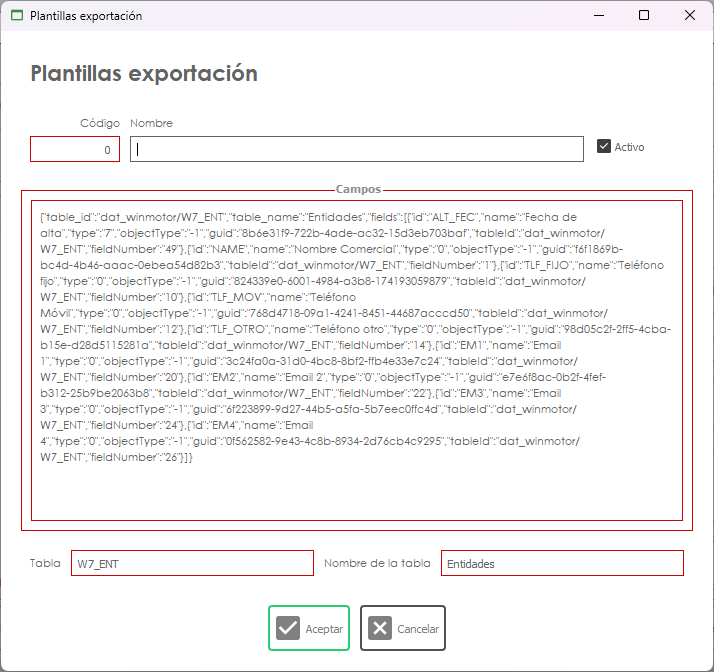 Plantillas exportación
Plantillas exportación
Código Nombre
0
Activo
Campos
{"table_id":"dat_winmotor/W7_ENT","table_name":"Entidades","fields":[{"id":"ALT_FEC","name":"Fecha de
alta","type":"7","objectType":"-1","guid":"8b6e31f9-722b-4ade-ac32-15d3eb703baf","tableId":"dat_winmotor/
W7_ENT","fieldNumber":"49"},{"id":"NAME","name":"Nombre Comercial","type":"0","objectType":"-1","guid":"f6f1869b-
bc4d-4b46-aaac-0ebea54d82b3","tableId":"dat_winmotor/W7_ENT","fieldNumber":"1"},{"id":"TLF_FIJO","name":"Teléfono
fijo","type":"0","objectType":"-1","guid":"824339e0-6001-4984-a3b8-174193059879","tableId":"dat_winmotor/
W7_ENT","fieldNumber":"10"},{"id":"TLF_MOV","name":"Teléfono
Móvil","type":"0","objectType":"-1","guid":"768d4718-09a1-4241-8451-44687acccd50","tableId":"dat_winmotor/
W7_ENT","fieldNumber":"12"},{"id":"TLF_OTRO","name":"Teléfono otro","type":"0","objectType":"-1","guid":"98d05c2f-2ff5-4cba-
b15e-d28d5115281a","tableId":"dat_winmotor/W7_ENT","fieldNumber":"14"},{"id":"EM1","name":"Email
1","type":"0","objectType":"-1","guid":"3c24fa0a-31d0-4bc8-8bf2-ffb4e33e7c24","tableId":"dat_winmotor/
W7_ENT","fieldNumber":"20"},{"id":"EM2","name":"Email 2","type":"0","objectType":"-1","guid":"e7e6f8ac-0b2f-4fef-
b312-25b9be2063b8","tableId":"dat_winmotor/W7_ENT","fieldNumber":"22"},{"id":"EM3","name":"Email
3","type":"0","objectType":"-1","guid":"6f223899-9d27-44b5-a5fa-5b7eec0ffc4d","tableId":"dat_winmotor/
W7_ENT","fieldNumber":"24"},{"id":"EM4","name":"Email
4","type":"0","objectType":"-1","guid":"0f562582-9e43-4c8b-8934-2d76cb4c9295","tableId":"dat_winmotor/
W7_ENT","fieldNumber":"26"}]}
Tabla W7_ENT Nombre de la tabla Entidades
Aceptar Cancelar